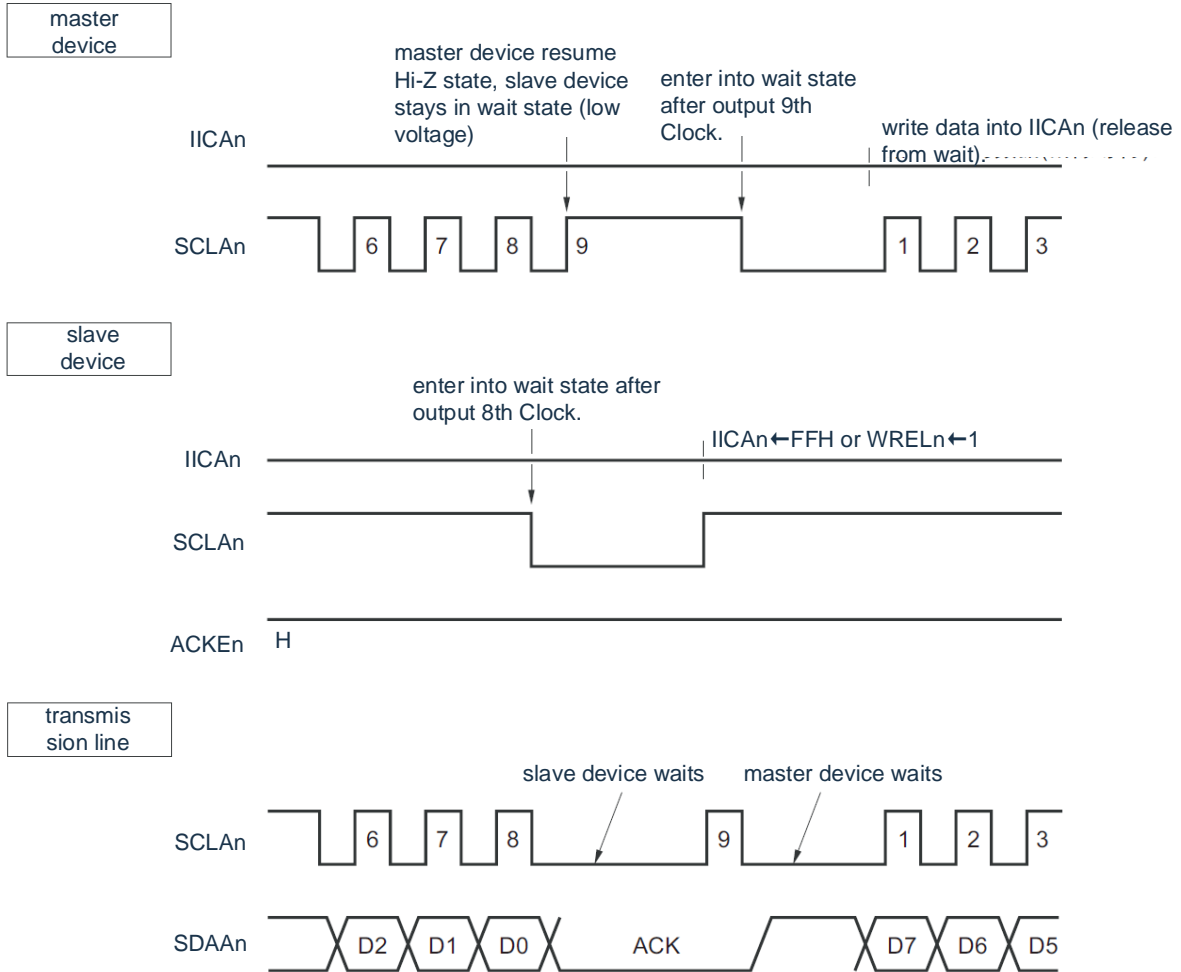 master
device
master device resume
Hi-Z state, slave device
stays in wait state (low
voltage)
enter into wait state
after output 9th
Clock.
write data into IICAn (release
from wait).
IICAn
SCLAn
6 7 8 9 1 2 3
slave
device
enter into wait state after
output 8th Clock.
IICAn←FFH or WRELn←1
IICAn
SCLAn
ACKEn H
transmis
sion line
slave device waits master device waits
SCLAn 6 7 8 9 1 2 3
SDAAn D2 D1 D0 ACK D7 D6 D5